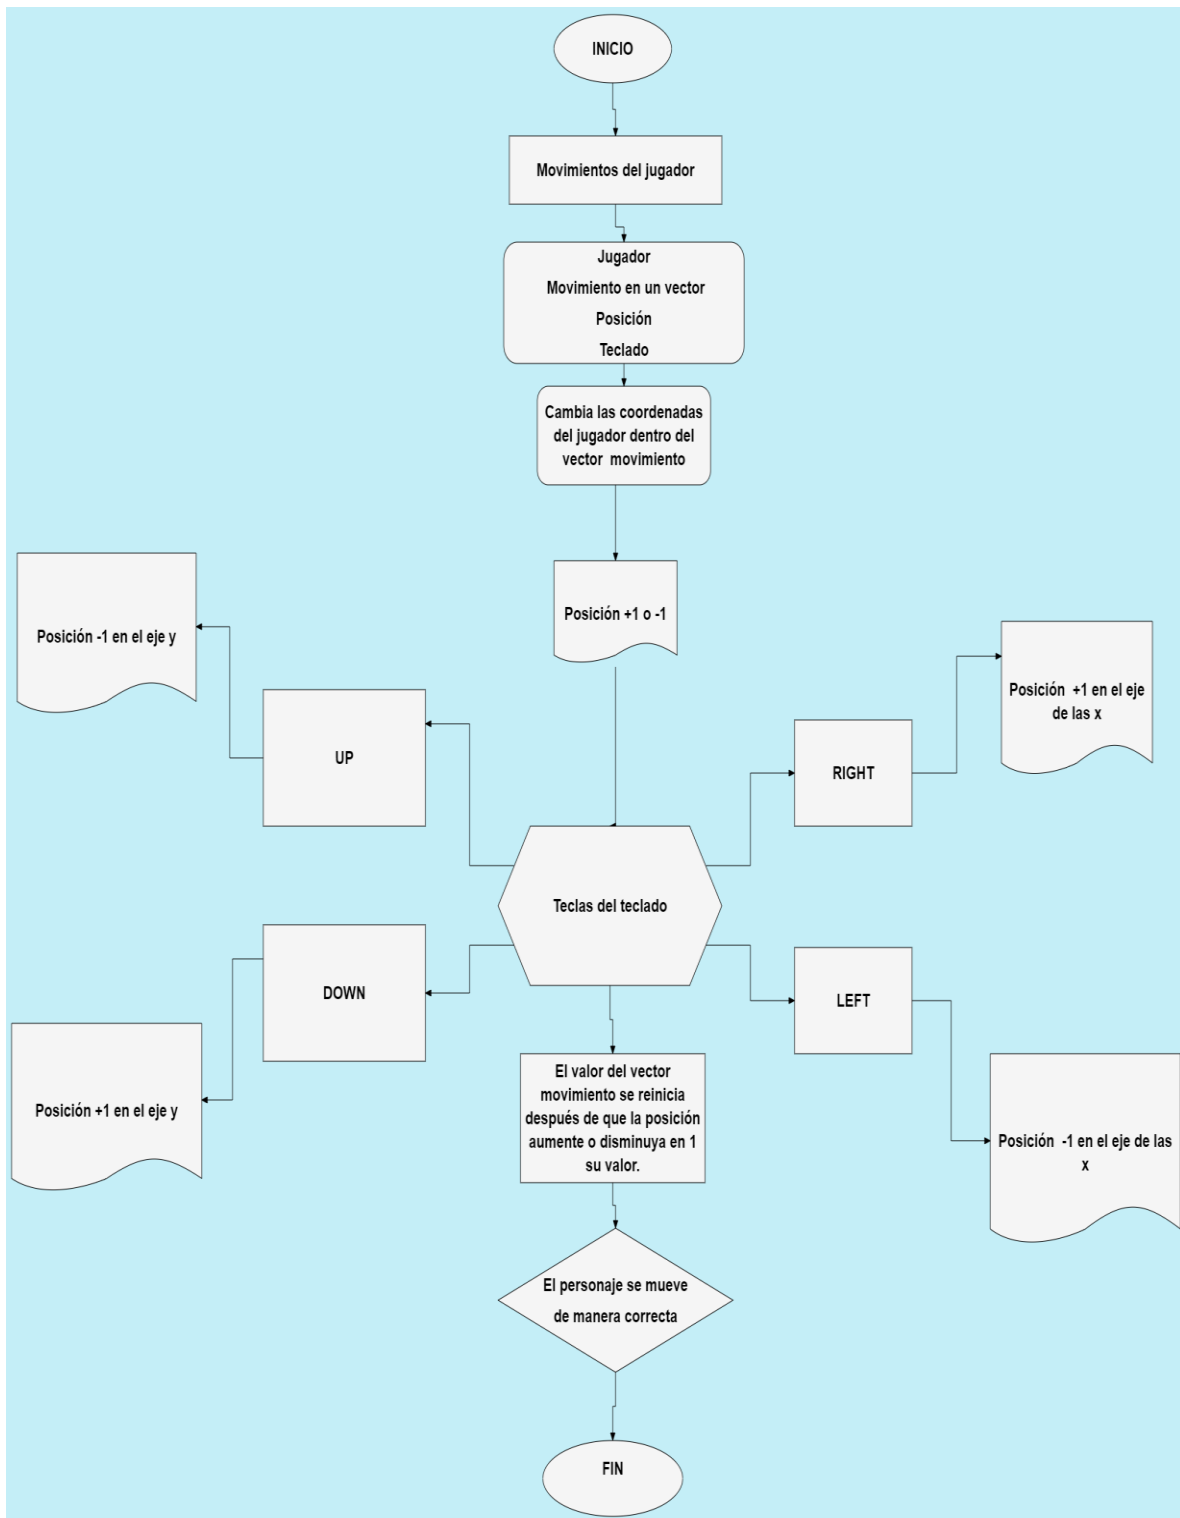 INICIO
Movimientos del jugador
Jugador
Movimiento en un vector
Posición
Teclado
Cambia las coordenadas
del jugador dentro del
vector movimiento
Posición +1 o -1
Posición -1 en el eje y
UP
Posición +1 en el eje
de las x
RIGHT
Teclas del teclado
DOWN
Posición +1 en el eje y
LEFT
Posición -1 en el eje de las
x
El valor del vector
movimiento se reinicia
después de que la posición
aumente o disminuya en 1
su valor.
El personaje se mueve
de manera correcta
FIN